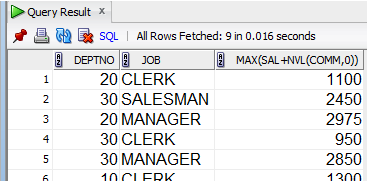 Query Result ×
SQL | All Rows Fetched: 9 in 0.016 seconds
DEPTNO JOB MAX(SAL+NVL(COMM,0))
1 20 CLERK 1100
2 30 SALESMAN 2450
3 20 MANAGER 2975
4 30 CLERK 950
5 30 MANAGER 2850
6 10 CLERK 1300